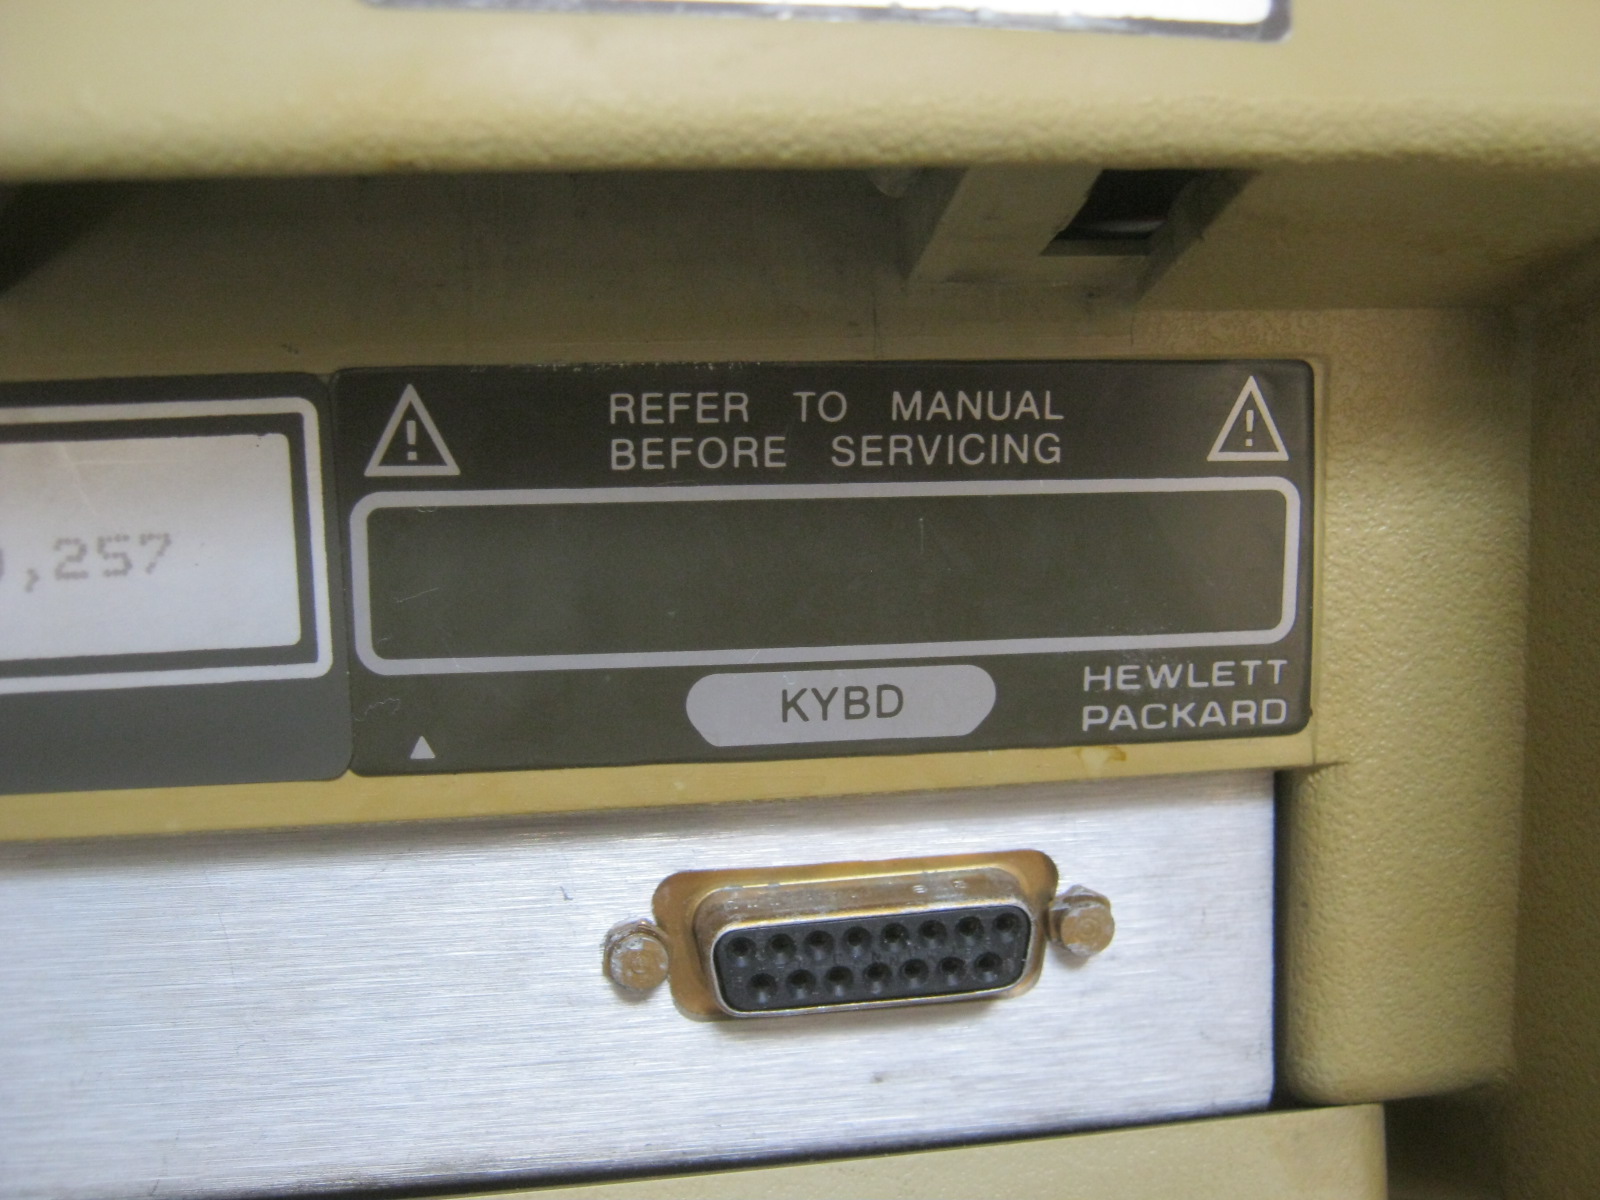 REFER TO MANUAL
BEFORE SERVICING
,257
KYBD
HEWLETT
PACKARD